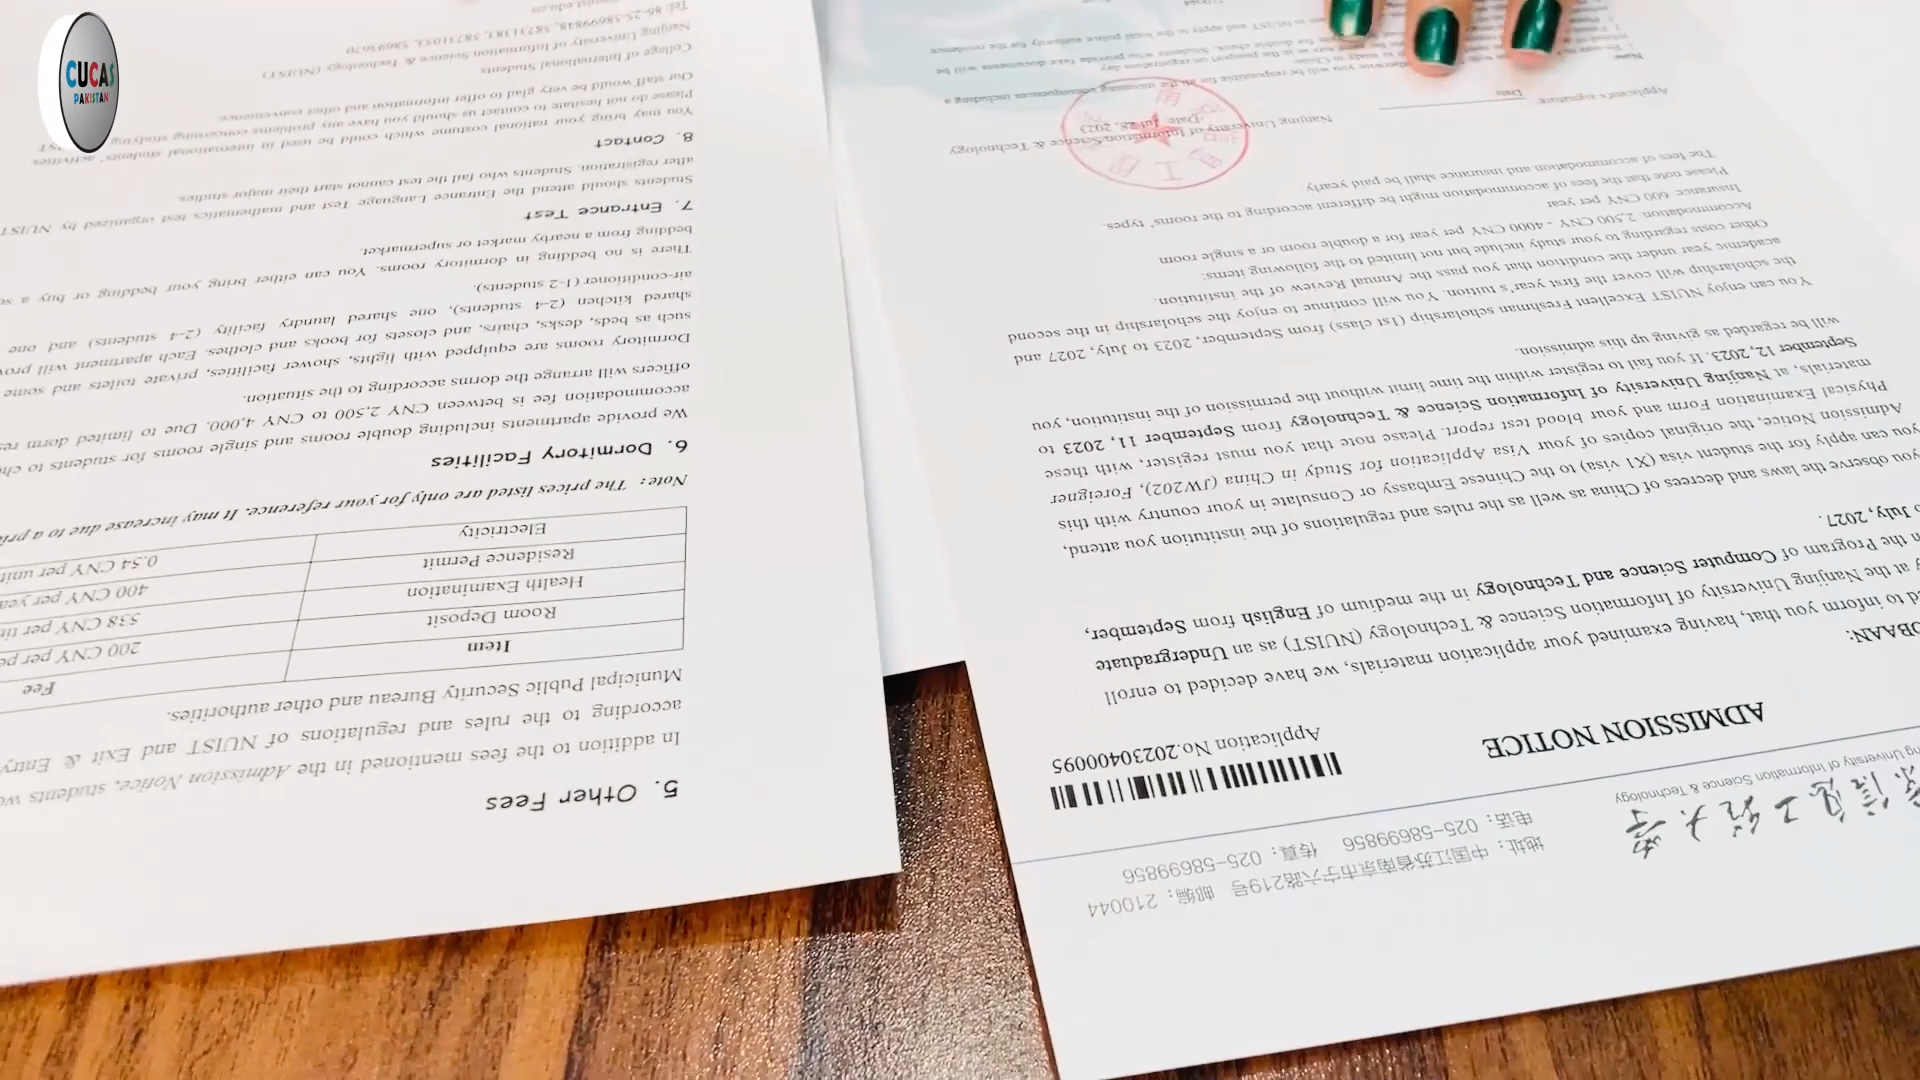 CUCAS
PAKISTAN
5. Other Fees
In addition to the fees mentioned in the Admission Notice, students
according to the rules and regulations of NUIST and Exit & Entry
Municipal Public Security Bureau and other authorities.
Item Fee
Room Deposit 200 CNY per
Health Examination 538 CNY per
Residence Permit 400 CNY per
Electricity 0.54 CNY per unit
Note: The prices listed are only for your reference. It may increase due to a
6. Dormitory Facilities
We provide apartments including double rooms and single rooms for students to
accommodation fee is between CNY 2,500 to CNY 4,000. Due to limited dorm
officers will arrange the dorms according to the situation.
Dormitory rooms are equipped with lights, shower facilities, private toilets and some
such as beds, desks, chairs, and closets for books and clothes. Each apartment will
shared kitchen (2-4 students), one shared laundry facility (2-4 students) and one
air-conditioner (1-2 students).
There is no bedding in dormitory rooms. You can either bring your bedding or buy a
bedding from a nearby market or supermarket.
7. Entrance Test
Students should attend the Entrance Language Test and mathematics test organized by NUIST
after registration. Students who fail the test cannot start their major studies.
8. Contact
You may bring your national costume which could be used in international students' activities.
Please do not hesitate to contact us should you have any problems concerning studying
Our staff would be very glad to offer information and other convenience.
College of International Students
Nanjing University of Information Science & Technology (NUIST)
Tel: 86-25-58699848, 58731383, 58731053, 58695670
地址：中国江苏省南京市宁六路219号 邮编：210044
电话：025-58699856 传真：025-58699856
信息工程大学
University of Information Science & Technology
Application No.20230400095
ADMISSION NOTICE
to inform you that, having examined your application materials, we have decided to enroll
at the Nanjing University of Information Science & Technology (NUIST) as an Undergraduate
the Program of Computer Science and Technology in the medium of English from September,
July, 2027.
you observe the laws and decrees of China as well as the rules and regulations of the institution you attend,
you can apply for the student visa (X1 visa) to the Chinese Embassy or Consulate in your country with this
Admission Notice, the original copies of your Visa Application for Study in China (JW202), Foreigner
Physical Examination Form and your blood test report. Please note that you must register, with these
materials, at Nanjing University of Information Science & Technology from September 11, 2023 to
September 12, 2023. If you fail to register within the time limit without the permission of the institution, you
will be regarded as giving up this admission.
You can enjoy NUIST Excellent Freshman scholarship (1st class) from September, 2023 to July, 2027 and
the scholarship will cover the first year's tuition. You will continue to enjoy the scholarship in the second
academic year under the condition that you pass the Annual Review of the institution.
Other costs regarding to your study include but not limited to the following items:
Accommodation: 2,500 CNY - 4000 CNY per year for a double room or a single room
Insurance: 600 CNY per year
Please note that the fees of accommodation might be different according to the rooms' types.
The fees of accommodation and insurance shall be paid yearly.
Nanjing University of Information Science & Technology
Date: Jul 28, 2023
Applicant's signature
Date